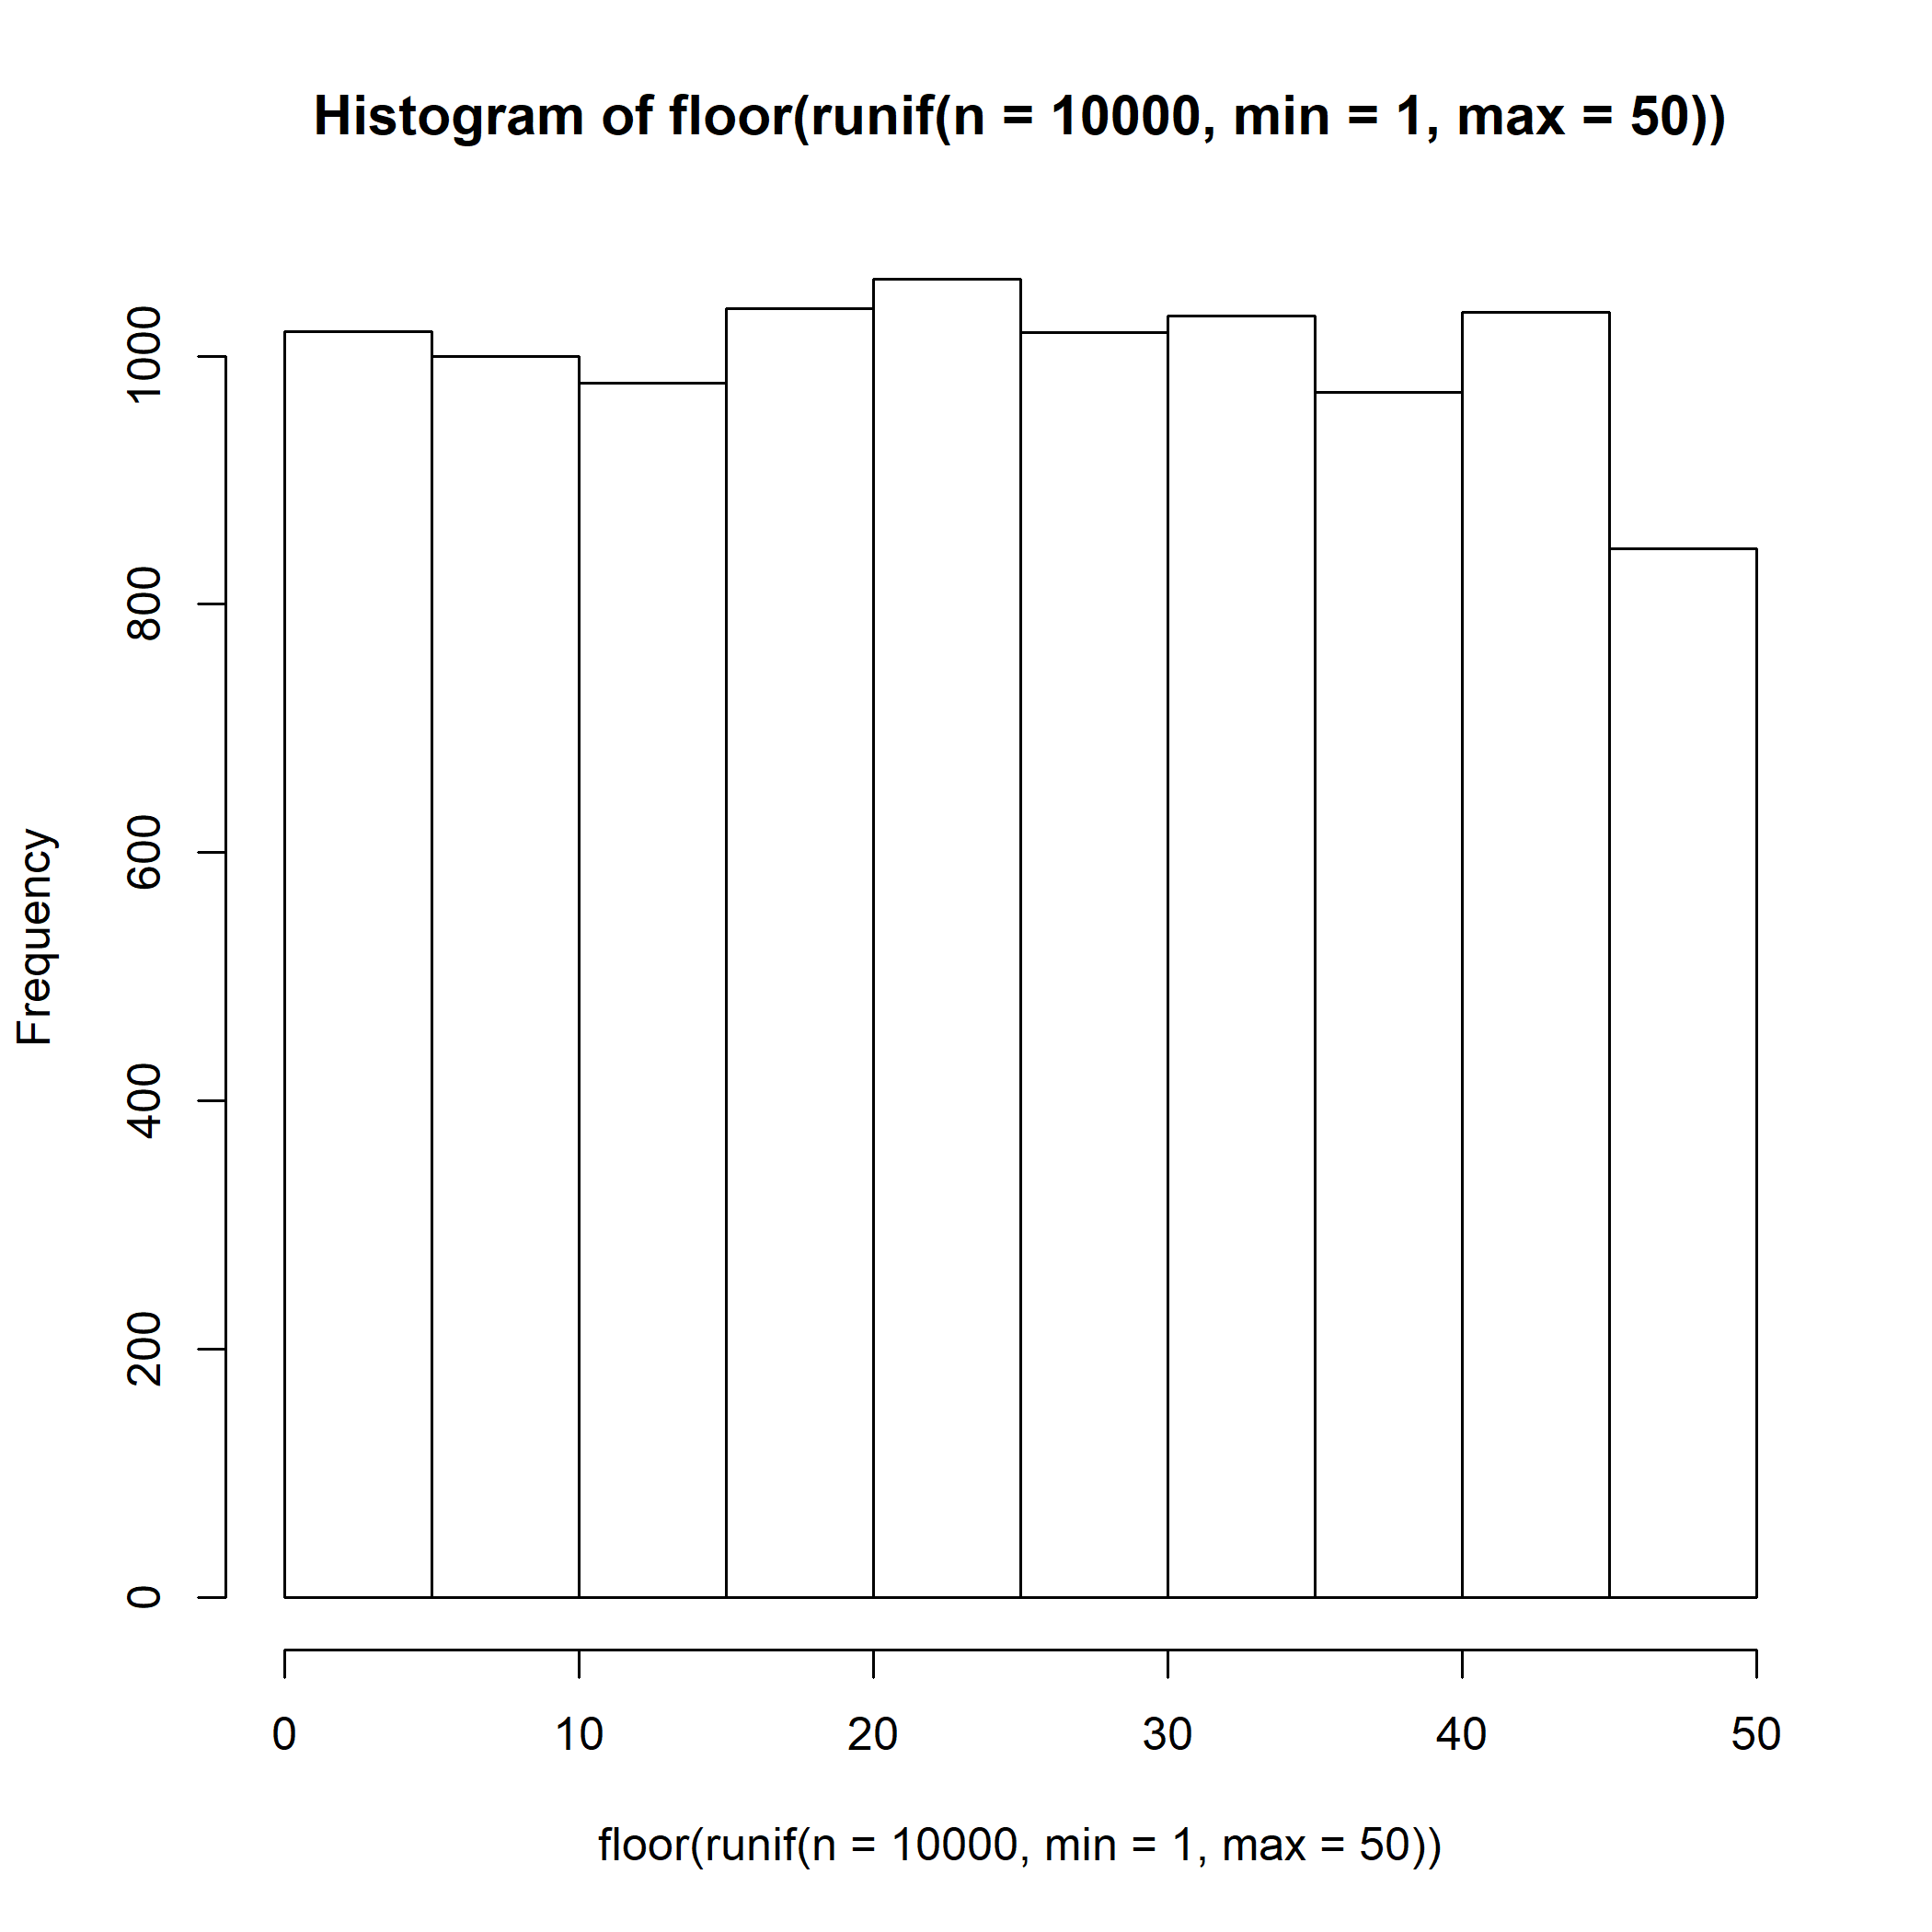 Histogram of floor(runif(n = 10000, min = 1, max = 50))
Frequency
1000
800
600
400
200
0
0 10 20 30 40 50
floor(runif(n = 10000, min = 1, max = 50))